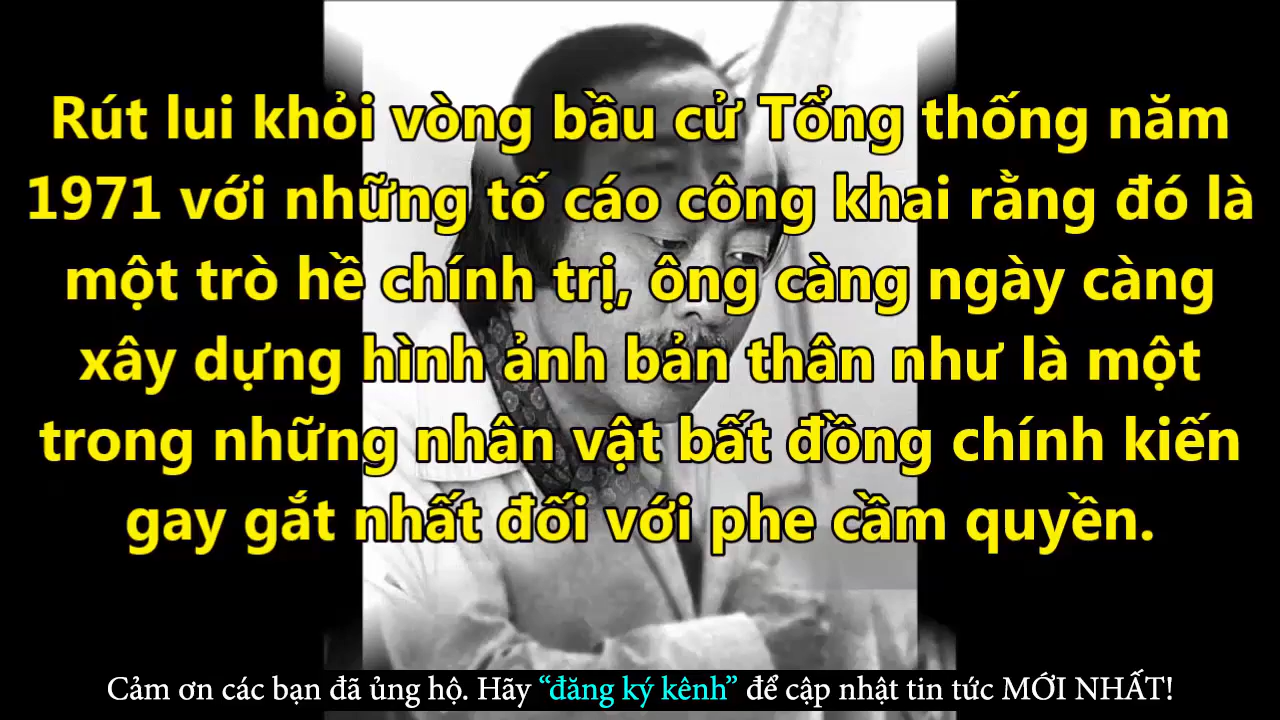 Rút lui khỏi vòng bầu cử Tổng thống năm
1971 với những tố cáo công khai rằng đó là
một trò hề chính trị, ông càng ngày càng
xây dựng hình ảnh bản thân như là một
trong những nhân vật bất đồng chính kiến
gay gắt nhất đối với phe cầm quyền.
Cảm ơn các bạn đã ủng hộ. Hãy “đăng ký kênh” để cập nhật tin tức MỚI NHẤT!